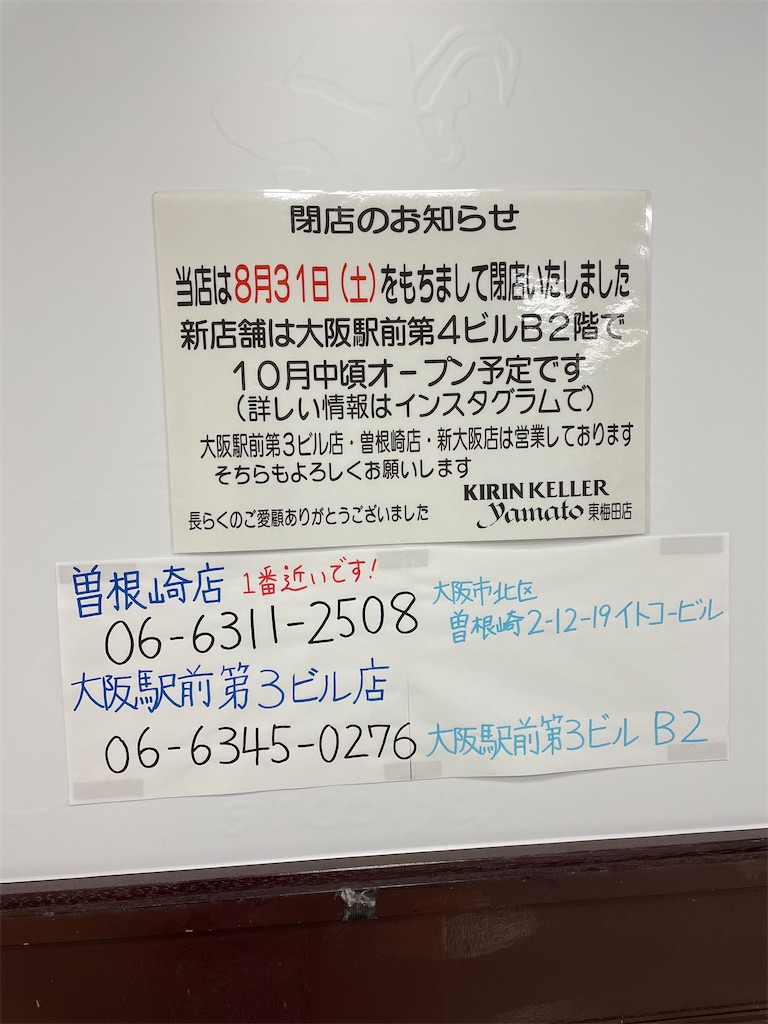 閉店のお知らせ
当店は8月31日（土）をもちまして閉店いたしました
新店舗は大阪駅前第4ビルB2階で
10月中頃オープン予定です
（詳しい情報はインスタグラムで）
大阪駅前第3ビル店・曽根崎店・新大阪店は営業しております
そちらもよろしくお願いします
長らくのご愛顧ありがとうございました
KIRIN KELLER
yamato 東梅田店
曽根崎店 1番近いです!
06-6311-2508
大阪市北区
曽根崎2-12-19イトコービル
大阪駅前第3ビル店
06-6345-0276
大阪駅前第3ビル B2